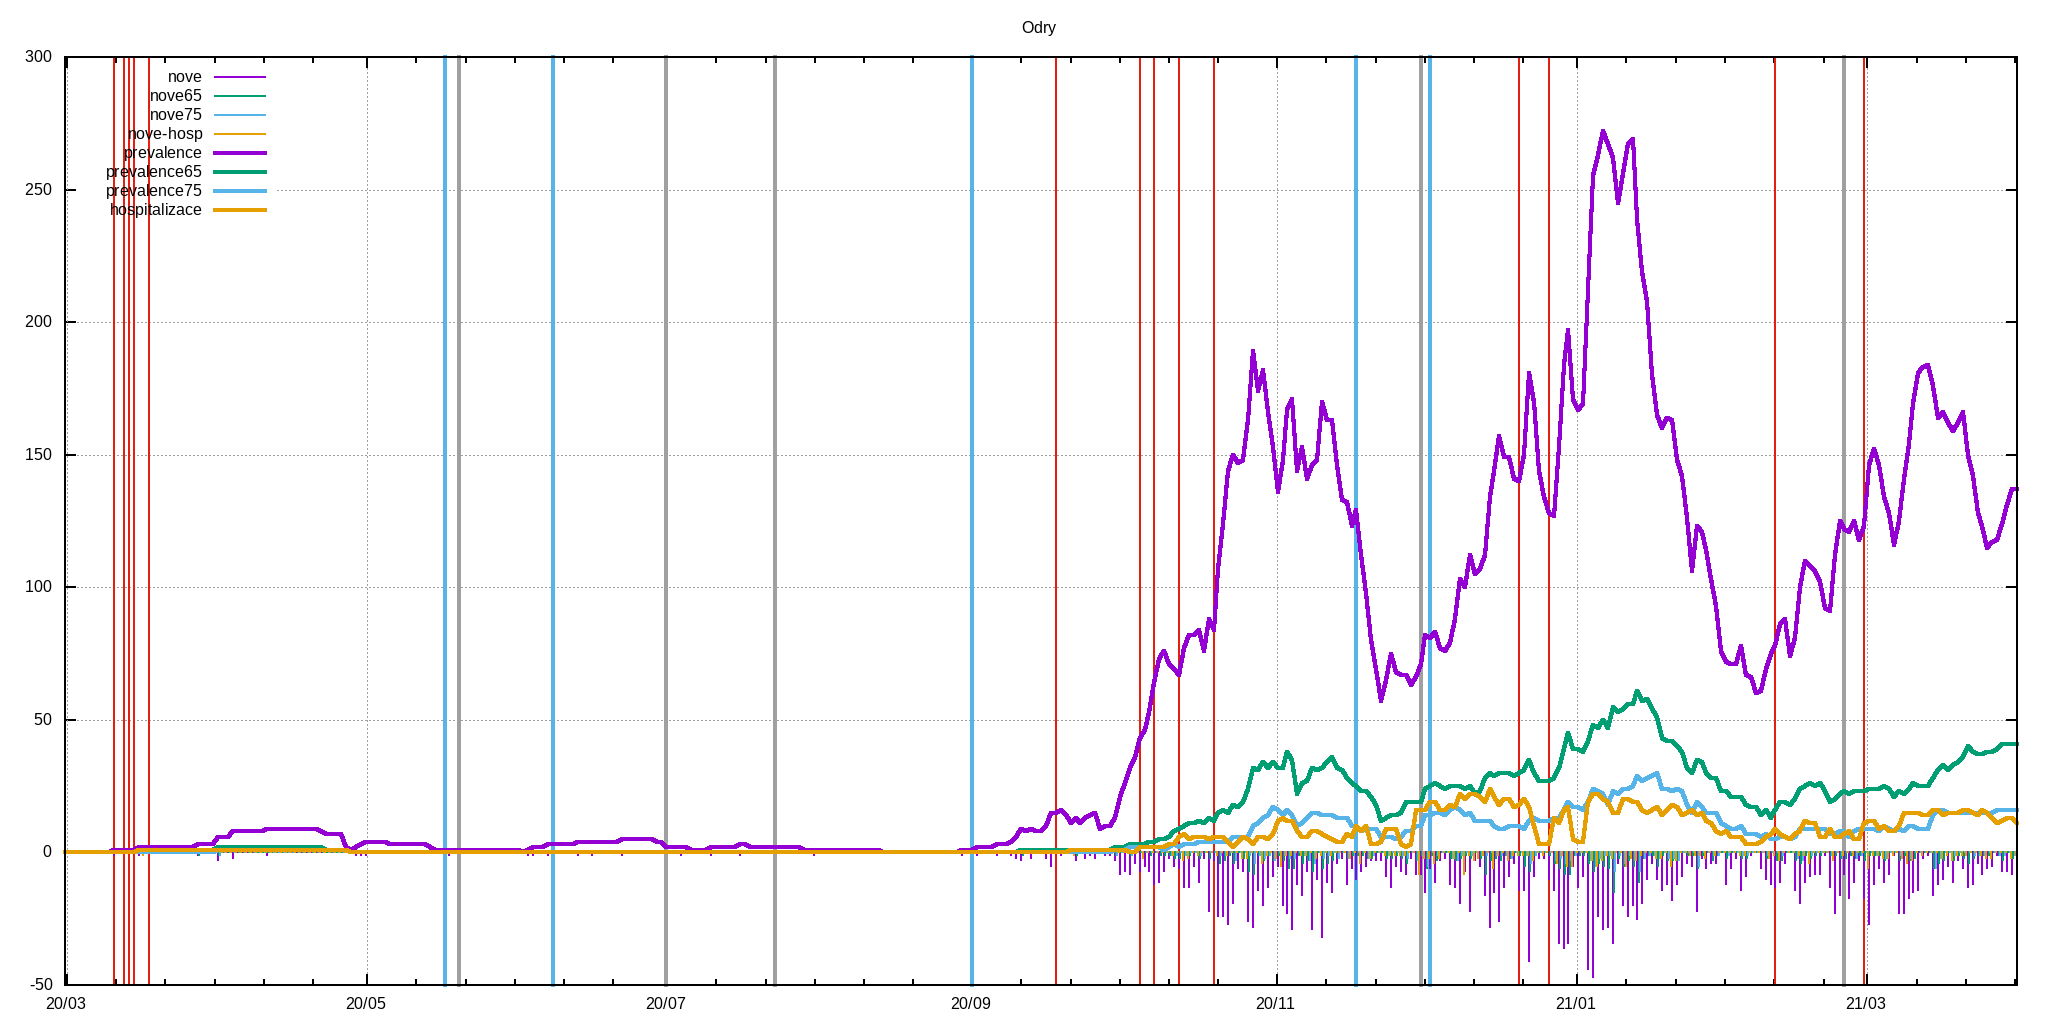 Odry
300
250
200
150
100
50
0
-50
nove
nove65
nove75
nove-hosp
prevalence
prevalence65
prevalence75
hospitalizace
20/03 20/05 20/07 20/09 20/11 21/01 21/03